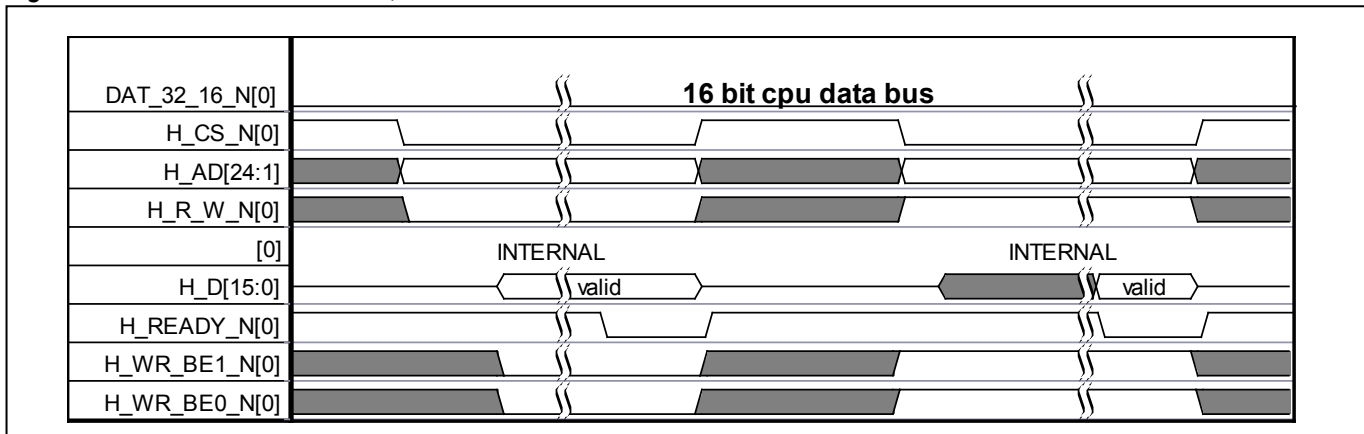 DAT_32_16_N[0]
16 bit cpu data bus
H_CS_N[0]
H_AD[24:1]
H_R_W_N[0]
[0]
INTERNAL
INTERNAL
H_D[15:0]
valid
valid
H_READY_N[0]
H_WR_BE1_N[0]
H_WR_BE0_N[0]